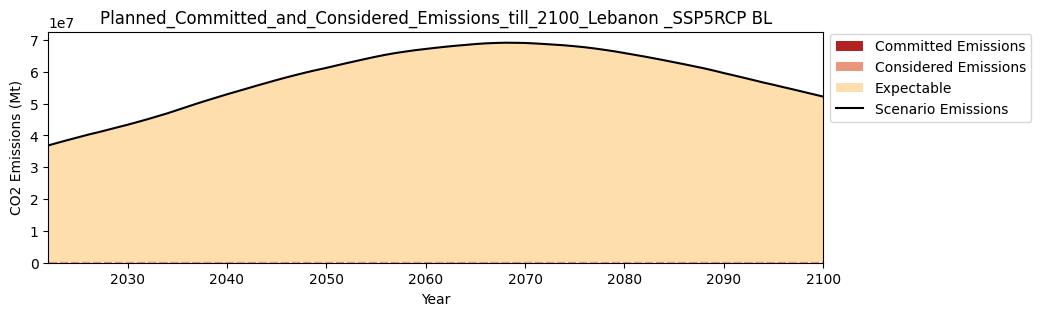 Planned_Committed_and_Considered_Emissions_till_2100_Lebanon _SSP5RCP BL
1e7
7
6
5
4
3
2
1
0
CO2 Emissions (Mt)
2030 2040 2050 2060 2070 2080 2090 2100
Year
Committed Emissions
Considered Emissions
Expectable
Scenario Emissions